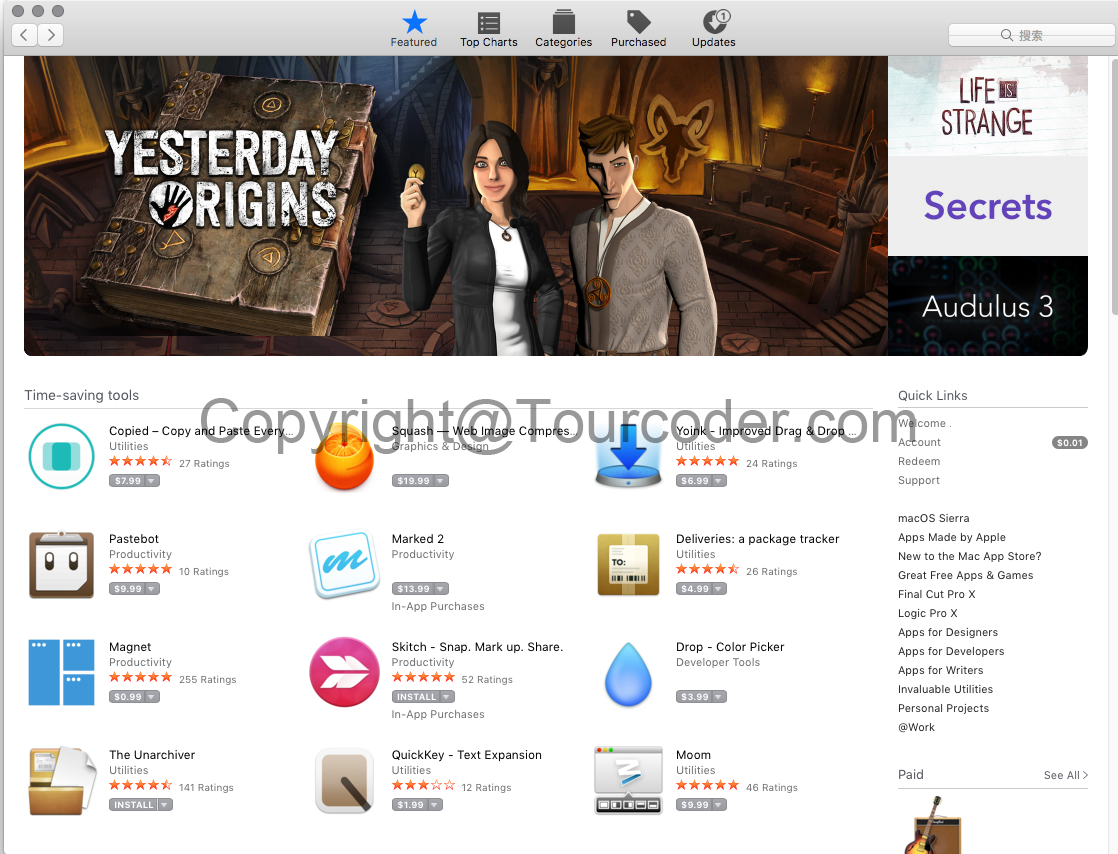 Featured
Top Charts
Categories
Purchased
1
Updates
搜索
YESTERDAY
ORIGINS
LIFE IS
STRANGE
Secrets
Audulus 3
Copyright@Tourcoder.com
Time-saving tools
Copied – Copy and Paste Every...
Utilities
27 Ratings
$7.99
Squash — Web Image Compres...
Graphics & Design
$19.99
Yoink - Improved Drag & Drop ...
Utilities
24 Ratings
$6.99
Pastebot
Productivity
10 Ratings
$9.99
Marked 2
Productivity
$13.99
In-App Purchases
TO:
Deliveries: a package tracker
Utilities
26 Ratings
$4.99
Magnet
Productivity
255 Ratings
$0.99
Skitch - Snap. Mark up. Share.
Productivity
52 Ratings
INSTALL
In-App Purchases
Drop - Color Picker
Developer Tools
$3.99
The Unarchiver
Utilities
141 Ratings
INSTALL
QuickKey - Text Expansion
Utilities
12 Ratings
$1.99
Moom
Utilities
46 Ratings
$9.99
Quick Links
Welcome .
Account
$0.01
Redeem
Support
macOS Sierra
Apps Made by Apple
New to the Mac App Store?
Great Free Apps & Games
Final Cut Pro X
Logic Pro X
Apps for Designers
Apps for Developers
Apps for Writers
Invaluable Utilities
Personal Projects
@Work
Paid
See All